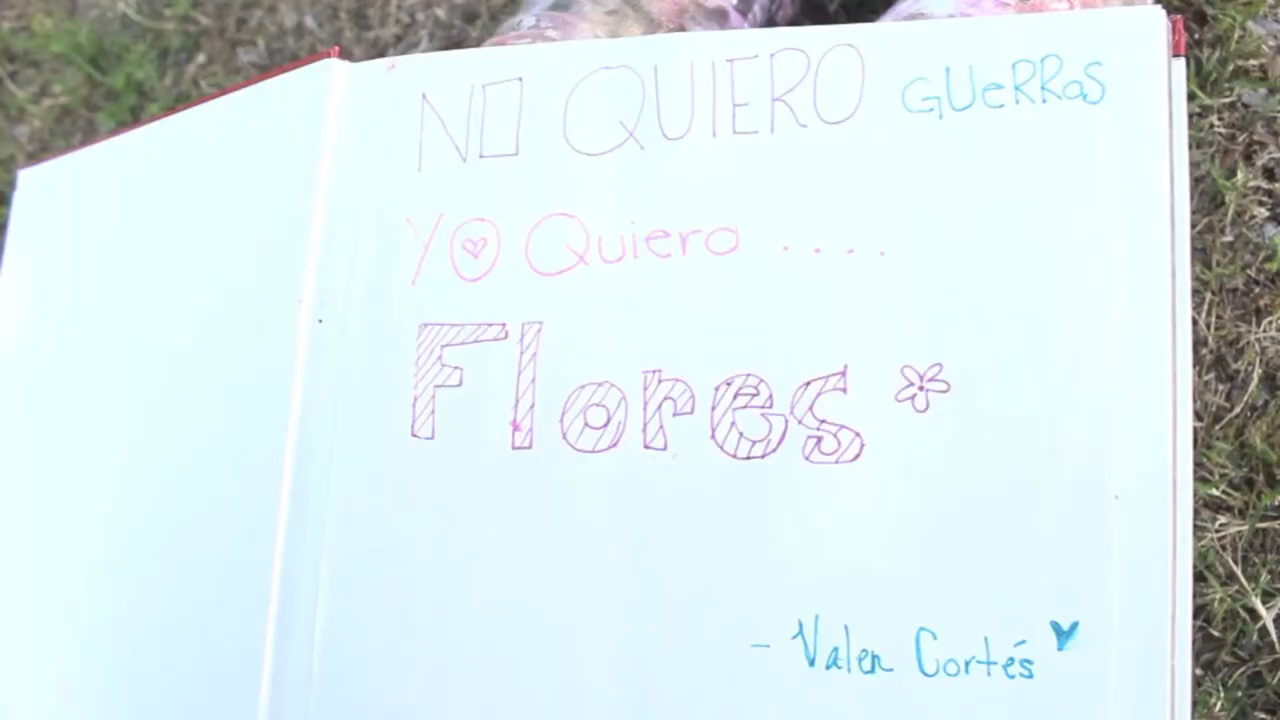 NO QUIERO GUeRRaS
YO Quiero ....
Flores*
- Valen Cortés